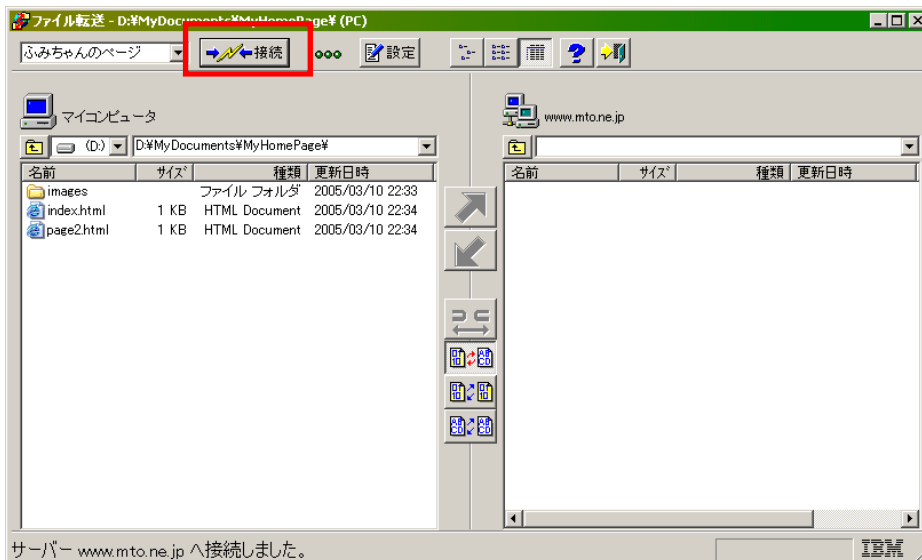 ファイル転送 - D:¥MyDocuments¥MyHomePage¥ (PC)
ふみちゃんのページ 接続 設定
マイコンピュータ
www.mto.ne.jp
(D:) D:¥MyDocuments¥MyHomePage¥
名前 サイズ 種類 更新日時
名前 サイズ 種類 更新日時
images ファイル フォルダ 2005/03/10 22:33
index.html 1 KB HTML Document 2005/03/10 22:34
page2.html 1 KB HTML Document 2005/03/10 22:34
サーバー www.mto.ne.jp へ接続しました。
IBM